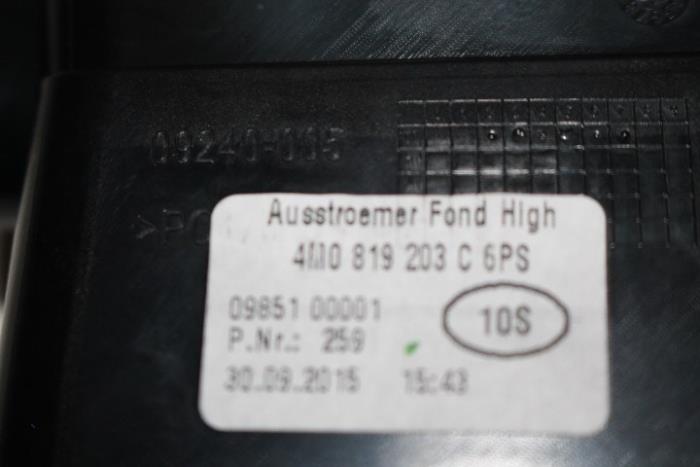 09240-005
Ausstroemer Fond High
4M0 819 203 C 6PS
09851 00001
10S
P.Nr.: 259
30.09.2015 15:43